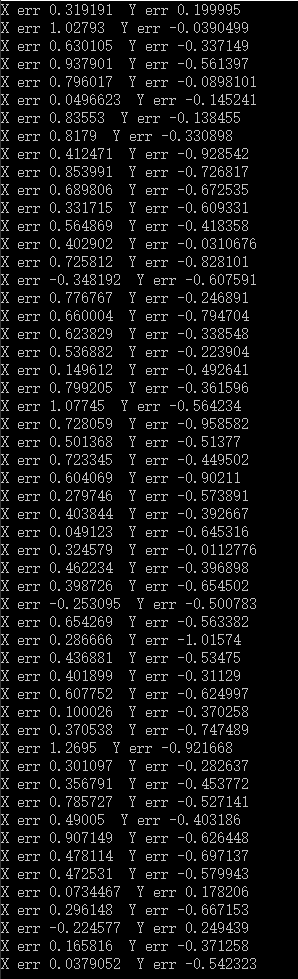 X err 0.319191  Y err 0.199995
X err 1.02793  Y err -0.0390499
X err 0.630105  Y err -0.337149
X err 0.937901  Y err -0.561397
X err 0.796017  Y err -0.0898101
X err 0.0496623  Y err -0.145241
X err 0.83553  Y err -0.138455
X err 0.8179  Y err -0.330898
X err 0.412471  Y err -0.928542
X err 0.853991  Y err -0.726817
X err 0.689806  Y err -0.672535
X err 0.331715  Y err -0.609331
X err 0.564869  Y err -0.418358
X err 0.402902  Y err -0.0310676
X err 0.725812  Y err -0.828101
X err -0.348192  Y err -0.607591
X err 0.776767  Y err -0.246891
X err 0.660004  Y err -0.794704
X err 0.623829  Y err -0.338548
X err 0.536882  Y err -0.223904
X err 0.149612  Y err -0.492641
X err 0.799205  Y err -0.361596
X err 1.07745  Y err -0.564234
X err 0.728059  Y err -0.958582
X err 0.501368  Y err -0.51377
X err 0.723345  Y err -0.449502
X err 0.604069  Y err -0.90211
X err 0.279746  Y err -0.573891
X err 0.403844  Y err -0.392667
X err 0.049123  Y err -0.645316
X err 0.324579  Y err -0.0112776
X err 0.462234  Y err -0.396898
X err 0.398726  Y err -0.654502
X err -0.253095  Y err -0.500783
X err 0.654269  Y err -0.563382
X err 0.286666  Y err -1.01574
X err 0.436881  Y err -0.53475
X err 0.401899  Y err -0.31129
X err 0.607752  Y err -0.624997
X err 0.100026  Y err -0.370258
X err 0.370538  Y err -0.747489
X err 1.2695  Y err -0.921668
X err 0.301097  Y err -0.282637
X err 0.356791  Y err -0.453772
X err 0.785727  Y err -0.527141
X err 0.49005  Y err -0.403186
X err 0.907149  Y err -0.626448
X err 0.478114  Y err -0.697137
X err 0.472531  Y err -0.579943
X err 0.0734467  Y err 0.178206
X err 0.296148  Y err -0.667153
X err -0.224577  Y err 0.249439
X err 0.165816  Y err -0.371258
X err 0.0379052  Y err -0.542323